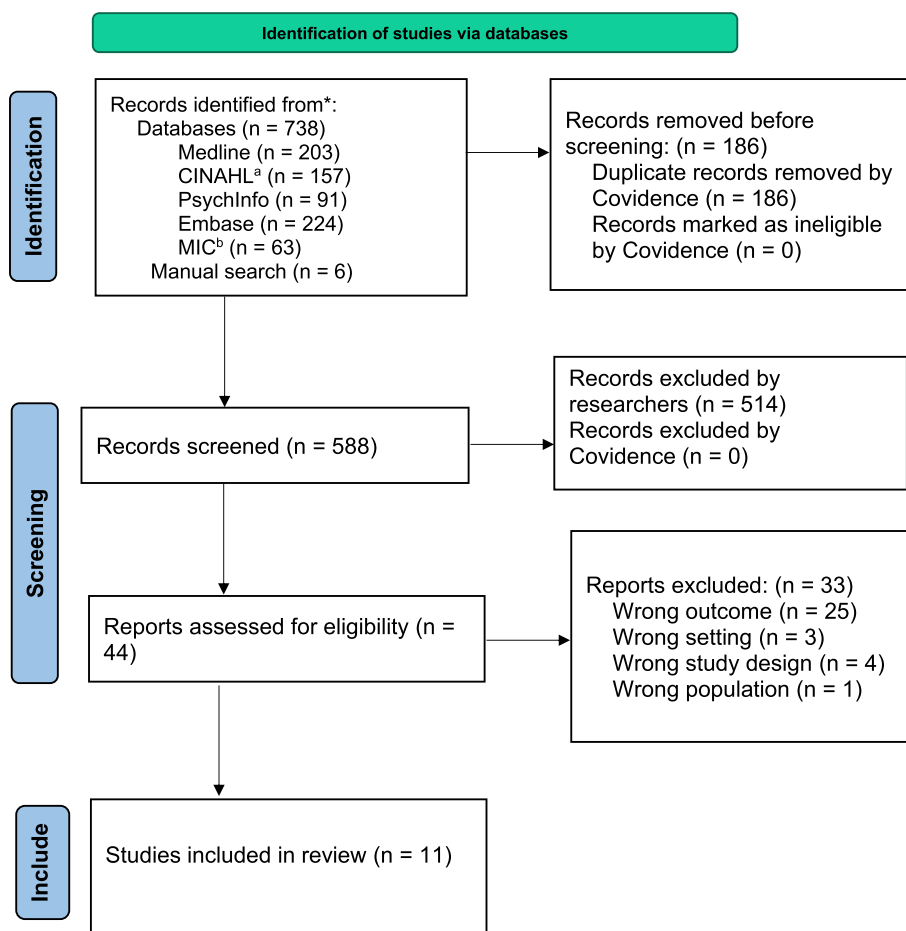 Identification of studies via databases
Identification
Records identified from*:
Databases (n = 738)
Medline (n = 203)
CINAHLᵃ (n = 157)
PsychInfo (n = 91)
Embase (n = 224)
MICᵇ (n = 63)
Manual search (n = 6)
Records removed before
screening: (n = 186)
Duplicate records removed by
Covidence (n = 186)
Records marked as ineligible
by Covidence (n = 0)
Screening
Records screened (n = 588)
Records excluded by
researchers (n = 514)
Records excluded by
Covidence (n = 0)
Reports assessed for eligibility (n =
44)
Reports excluded: (n = 33)
Wrong outcome (n = 25)
Wrong setting (n = 3)
Wrong study design (n = 4)
Wrong population (n = 1)
Include
Studies included in review (n = 11)